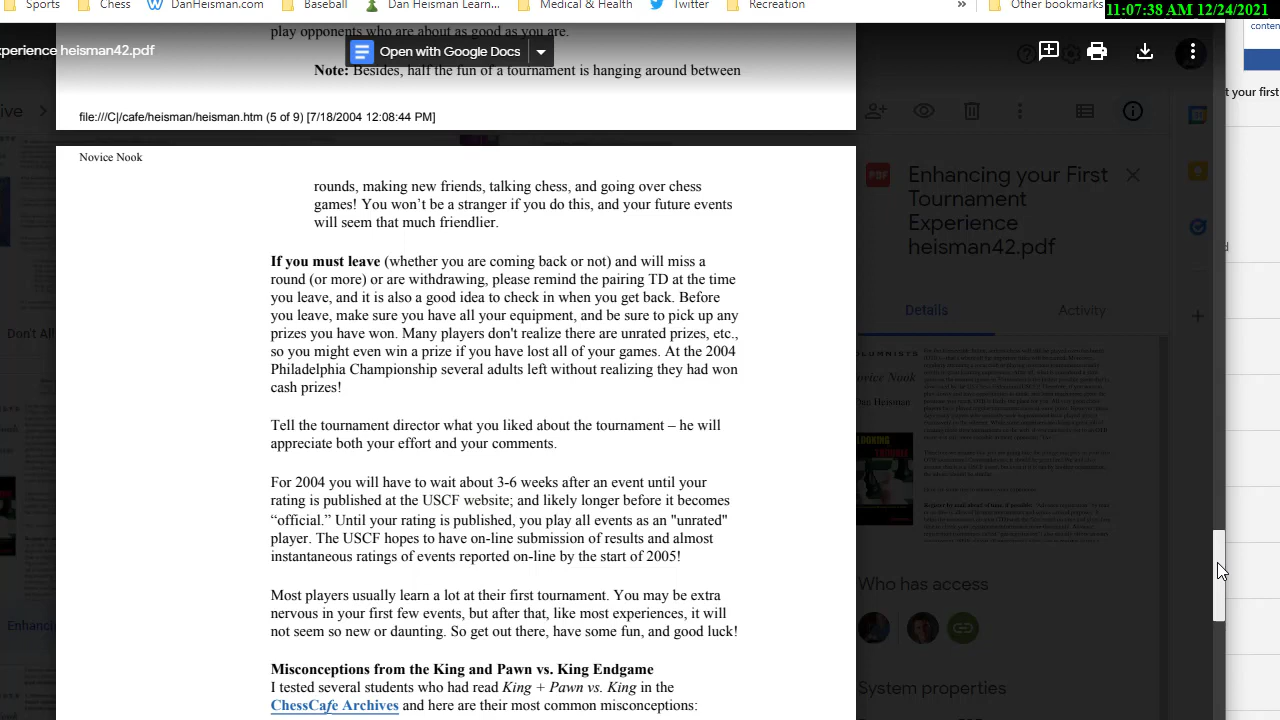 Sports
Chess
DanHeisman.com
Baseball
Dan Heisman Learn...
Medical & Health
Twitter
Recreation
»
Other bookmarks
11:07:38 AM 12/24/2021
play opponents who are about as good as you are.
xperience heisman42.pdf
Open with Google Docs
Note: Besides, half the fun of a tournament is hanging around between
t your first
file:///C|/cafe/heisman/heisman.htm (5 of 9) [7/18/2004 12:08:44 PM]
Novice Nook
rounds, making new friends, talking chess, and going over chess
games! You won't be a stranger if you do this, and your future events
will seem that much friendlier.
If you must leave (whether you are coming back or not) and will miss a
round (or more) or are withdrawing, please remind the pairing TD at the time
you leave, and it is also a good idea to check in when you get back. Before
you leave, make sure you have all your equipment, and be sure to pick up any
prizes you have won. Many players don't realize there are unrated prizes, etc.,
so you might even win a prize if you have lost all of your games. At the 2004
Philadelphia Championship several adults left without realizing they had won
cash prizes!
Tell the tournament director what you liked about the tournament – he will
appreciate both your effort and your comments.
For 2004 you will have to wait about 3-6 weeks after an event until your
rating is published at the USCF website; and likely longer before it becomes
“official.” Until your rating is published, you play all events as an "unrated"
player. The USCF hopes to have on-line submission of results and almost
instantaneous ratings of events reported on-line by the start of 2005!
Most players usually learn a lot at their first tournament. You may be extra
nervous in your first few events, but after that, like most experiences, it will
not seem so new or daunting. So get out there, have some fun, and good luck!
Misconceptions from the King and Pawn vs. King Endgame
I tested several students who had read King + Pawn vs. King in the
ChessCafe Archives and here are their most common misconceptions:
PDF
Enhancing your First
Tournament
Experience
heisman42.pdf
Details
Activity
Novice Nook
Dan Heisman
Who has access
System properties
Don't All
Enhancin